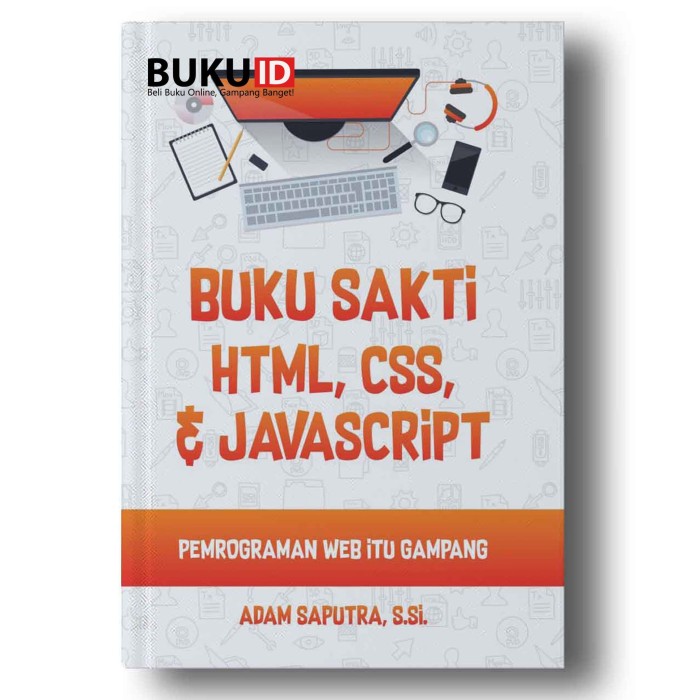 BUKU ID
Beli Buku Online, Gampang Banget!
BUKU SAKTi
HTML, CSS,
& JAVASCRiPT
PEMROGRAMAN WEB iTU GAMPANG
ADAM SAPUTRA, S.Si.